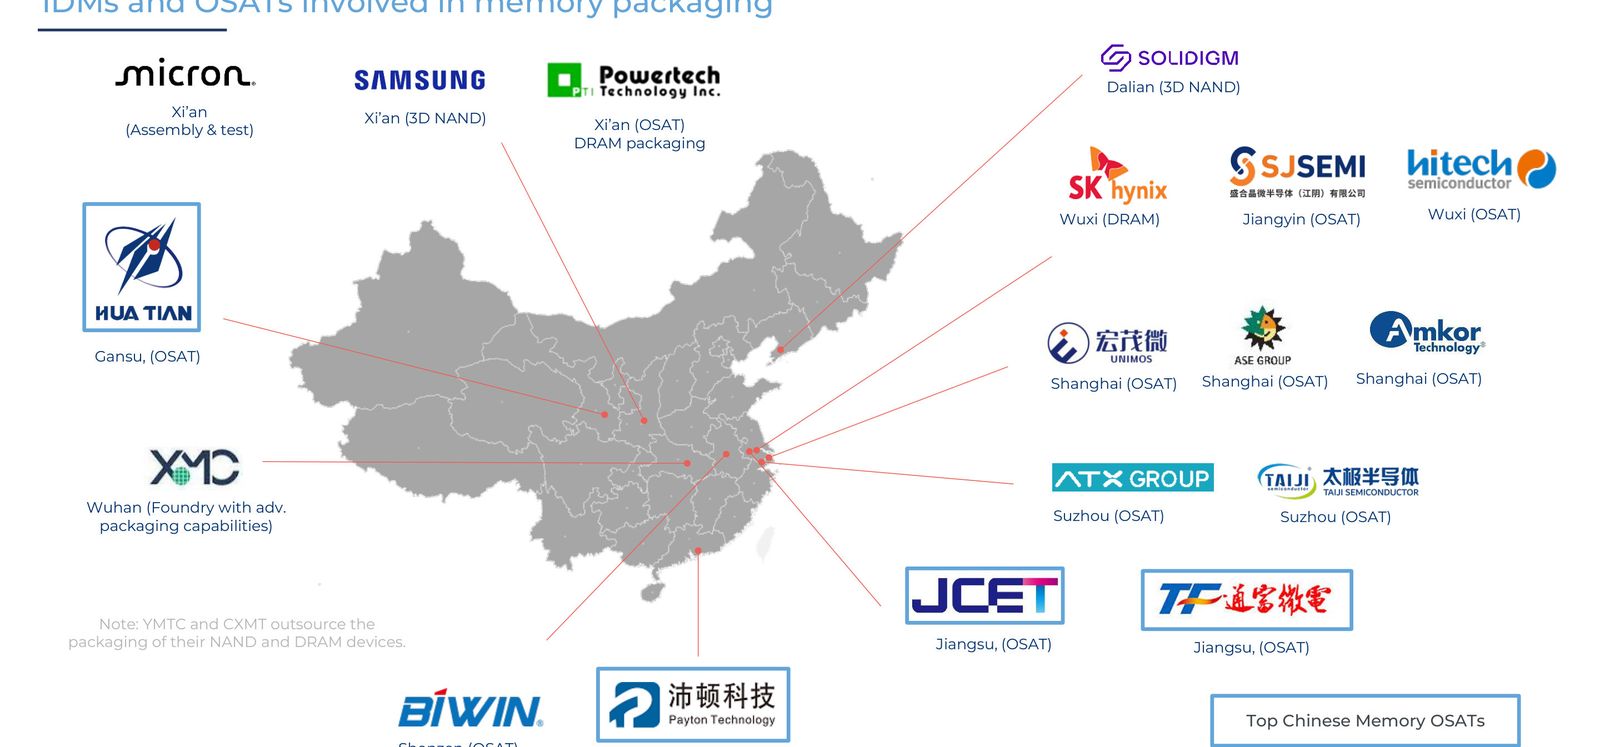 IDMs and OSATs involved in memory packaging
micron
Xi'an
(Assembly & test)
SAMSUNG
Xi'an (3D NAND)
PTI
Powertech
Technology Inc.
Xi'an (OSAT)
DRAM packaging
SOLIDIGM
Dalian (3D NAND)
SK hynix
Wuxi (DRAM)
SJSEMI
盛合晶微半导体（江阴）有限公司
Jiangyin (OSAT)
hitech
semiconductor
Wuxi (OSAT)
HUA TIAN
Gansu, (OSAT)
宏茂微
UNIMOS
Shanghai (OSAT)
ASE GROUP
Shanghai (OSAT)
Amkor
Technology®
Shanghai (OSAT)
XMC
Wuhan (Foundry with adv.
packaging capabilities)
ATX GROUP
Suzhou (OSAT)
TAIJI
semiconductor
太极半导体
TAIJI SEMICONDUCTOR
Suzhou (OSAT)
JCET
Jiangsu, (OSAT)
TF 通富微電
Jiangsu, (OSAT)
Note: YMTC and CXMT outsource the
packaging of their NAND and DRAM devices.
BIWIN®
Shenzen (OSAT)
沛顿科技
Payton Technology
Top Chinese Memory OSATs